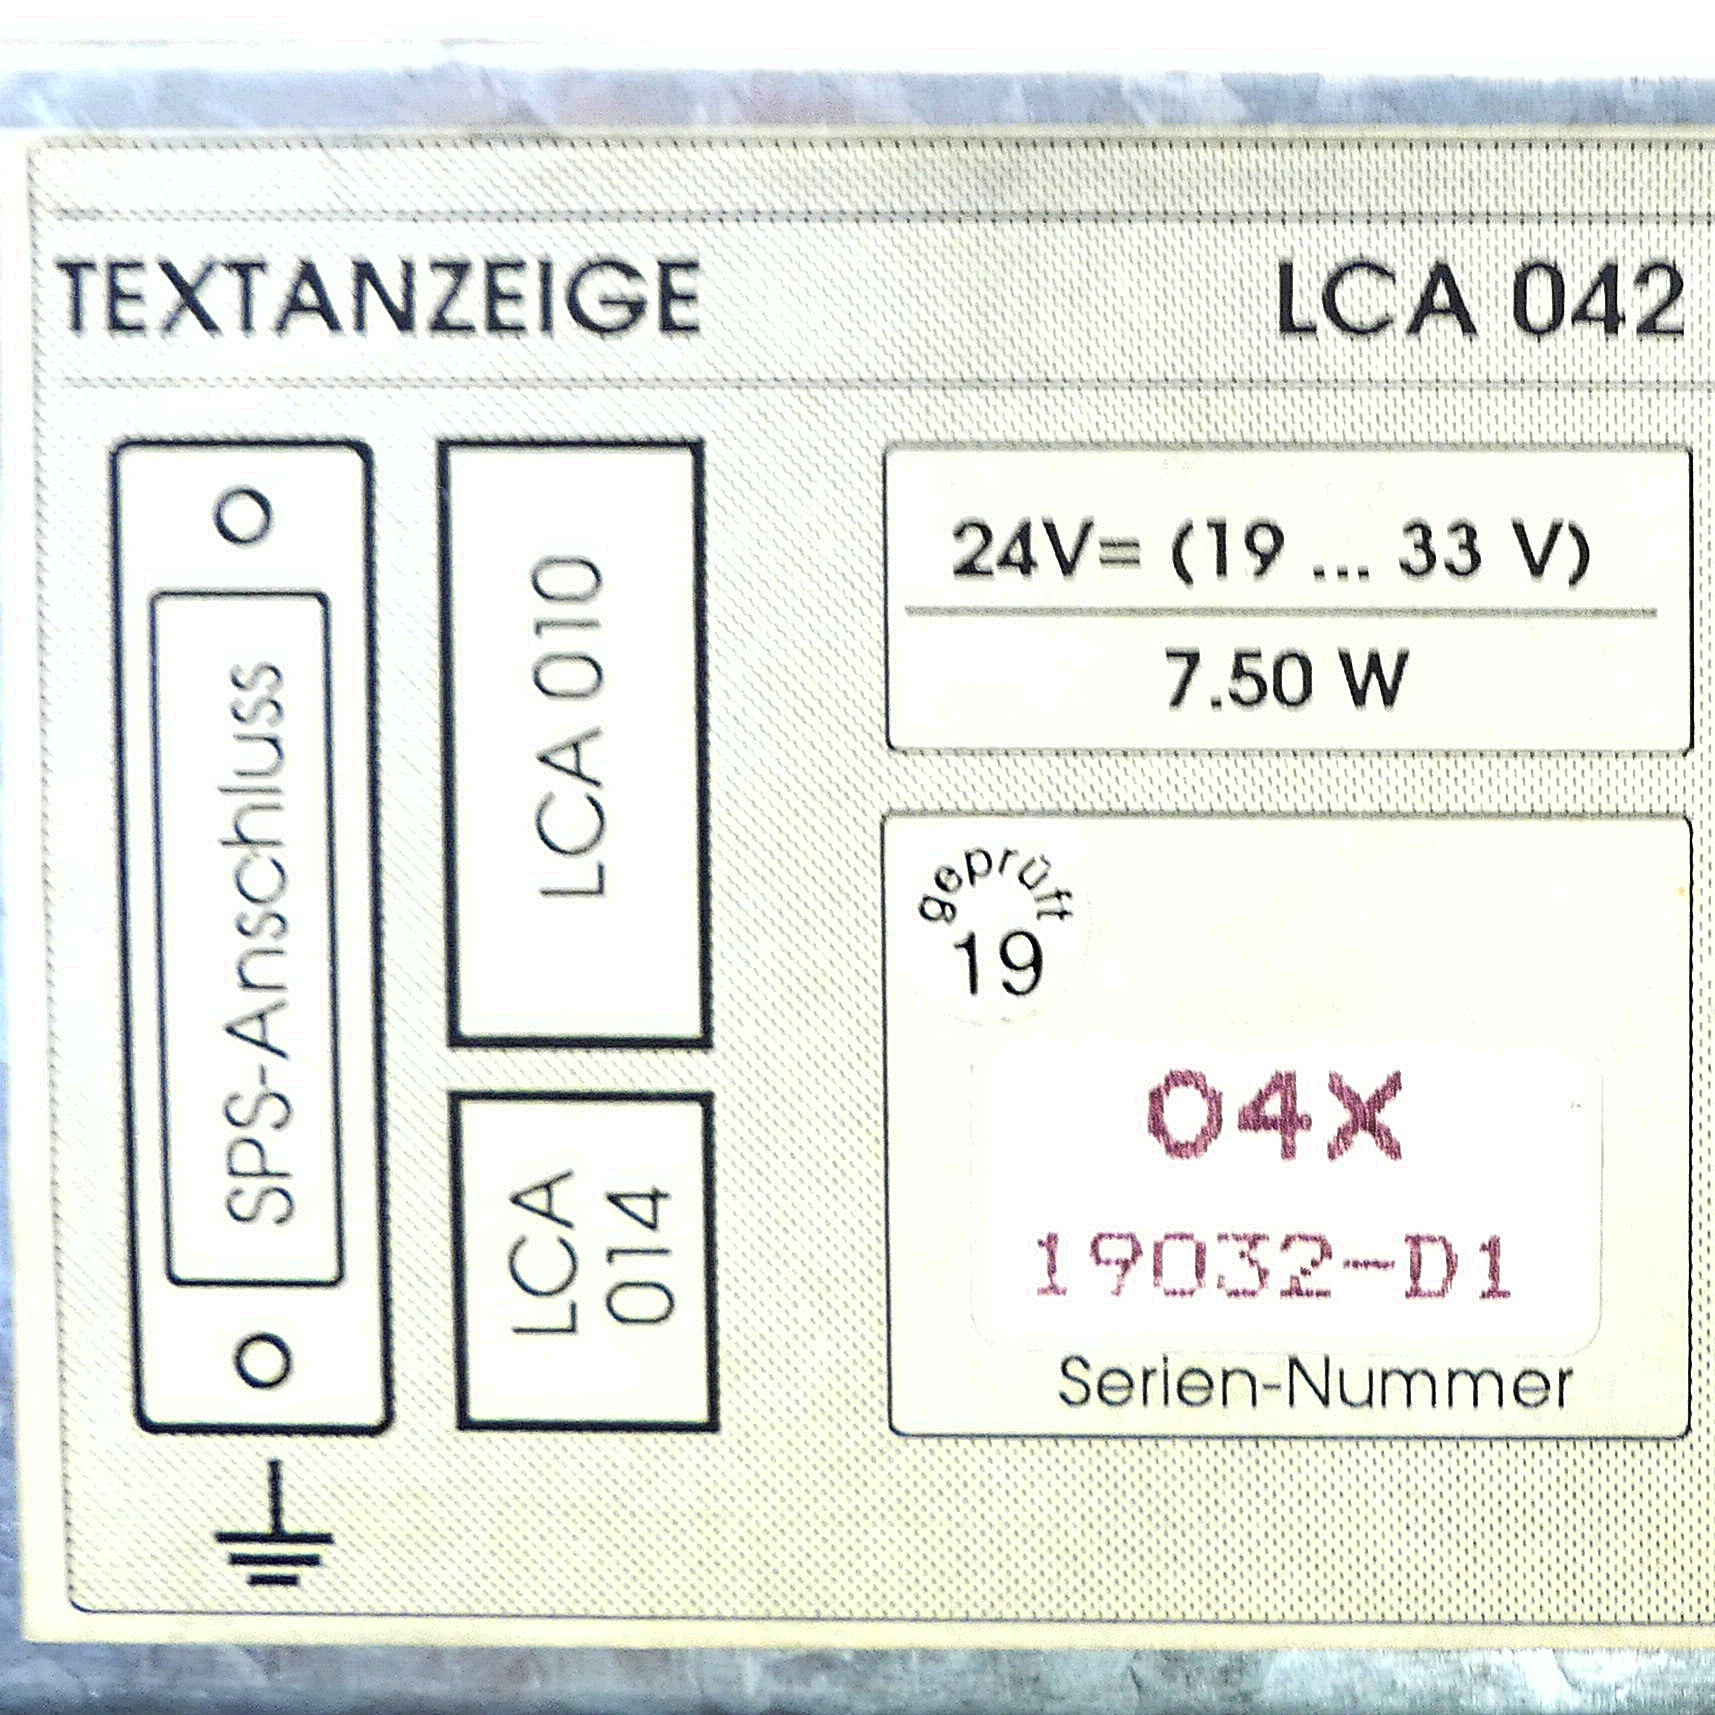 TEXTANZEIGE
LCA 042
SPS-Anschluss
LCA 010
LCA
014
24V= (19 ... 33 V)
7.50 W
geprüft
19
04X
19032-D1
Serien-Nummer